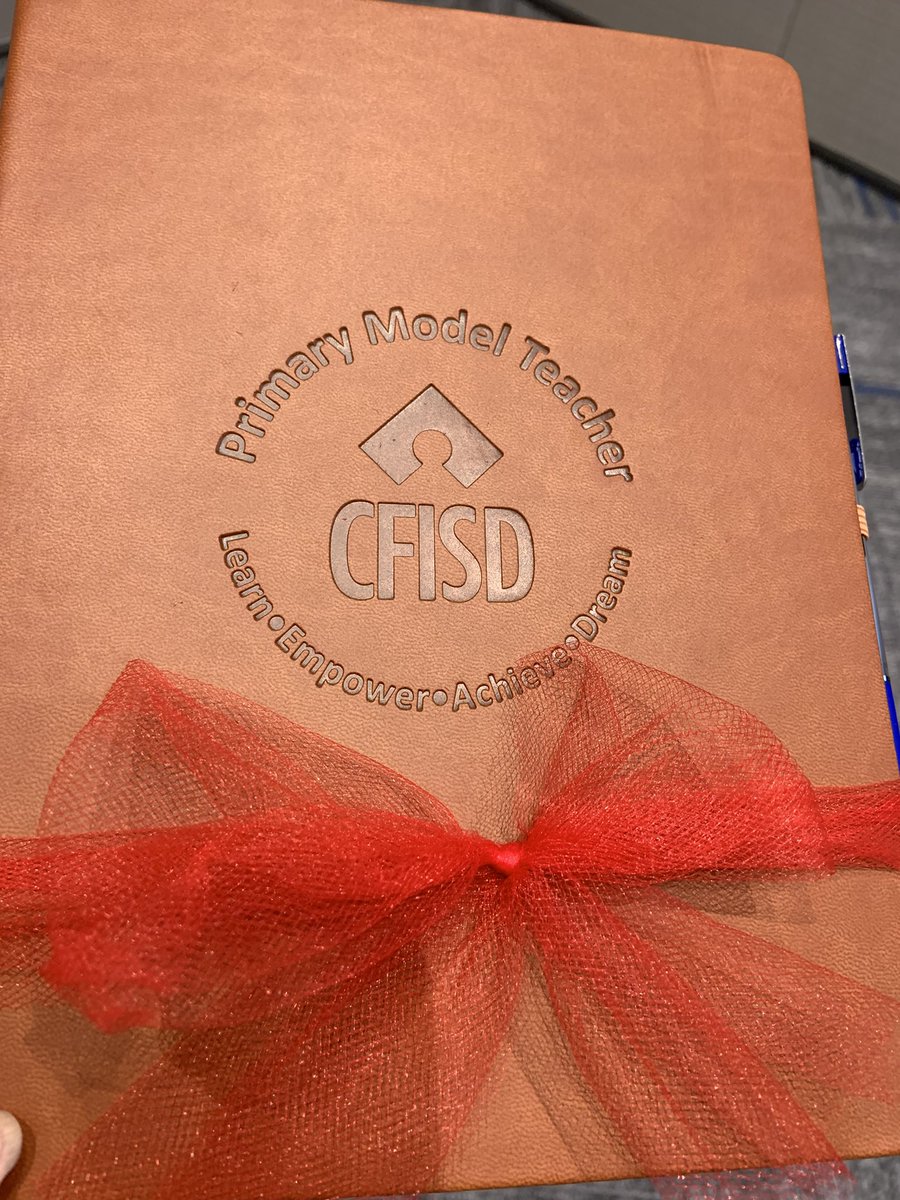 Primary Model Teacher
CFISD
Learn•Empower•Achieve•Dream